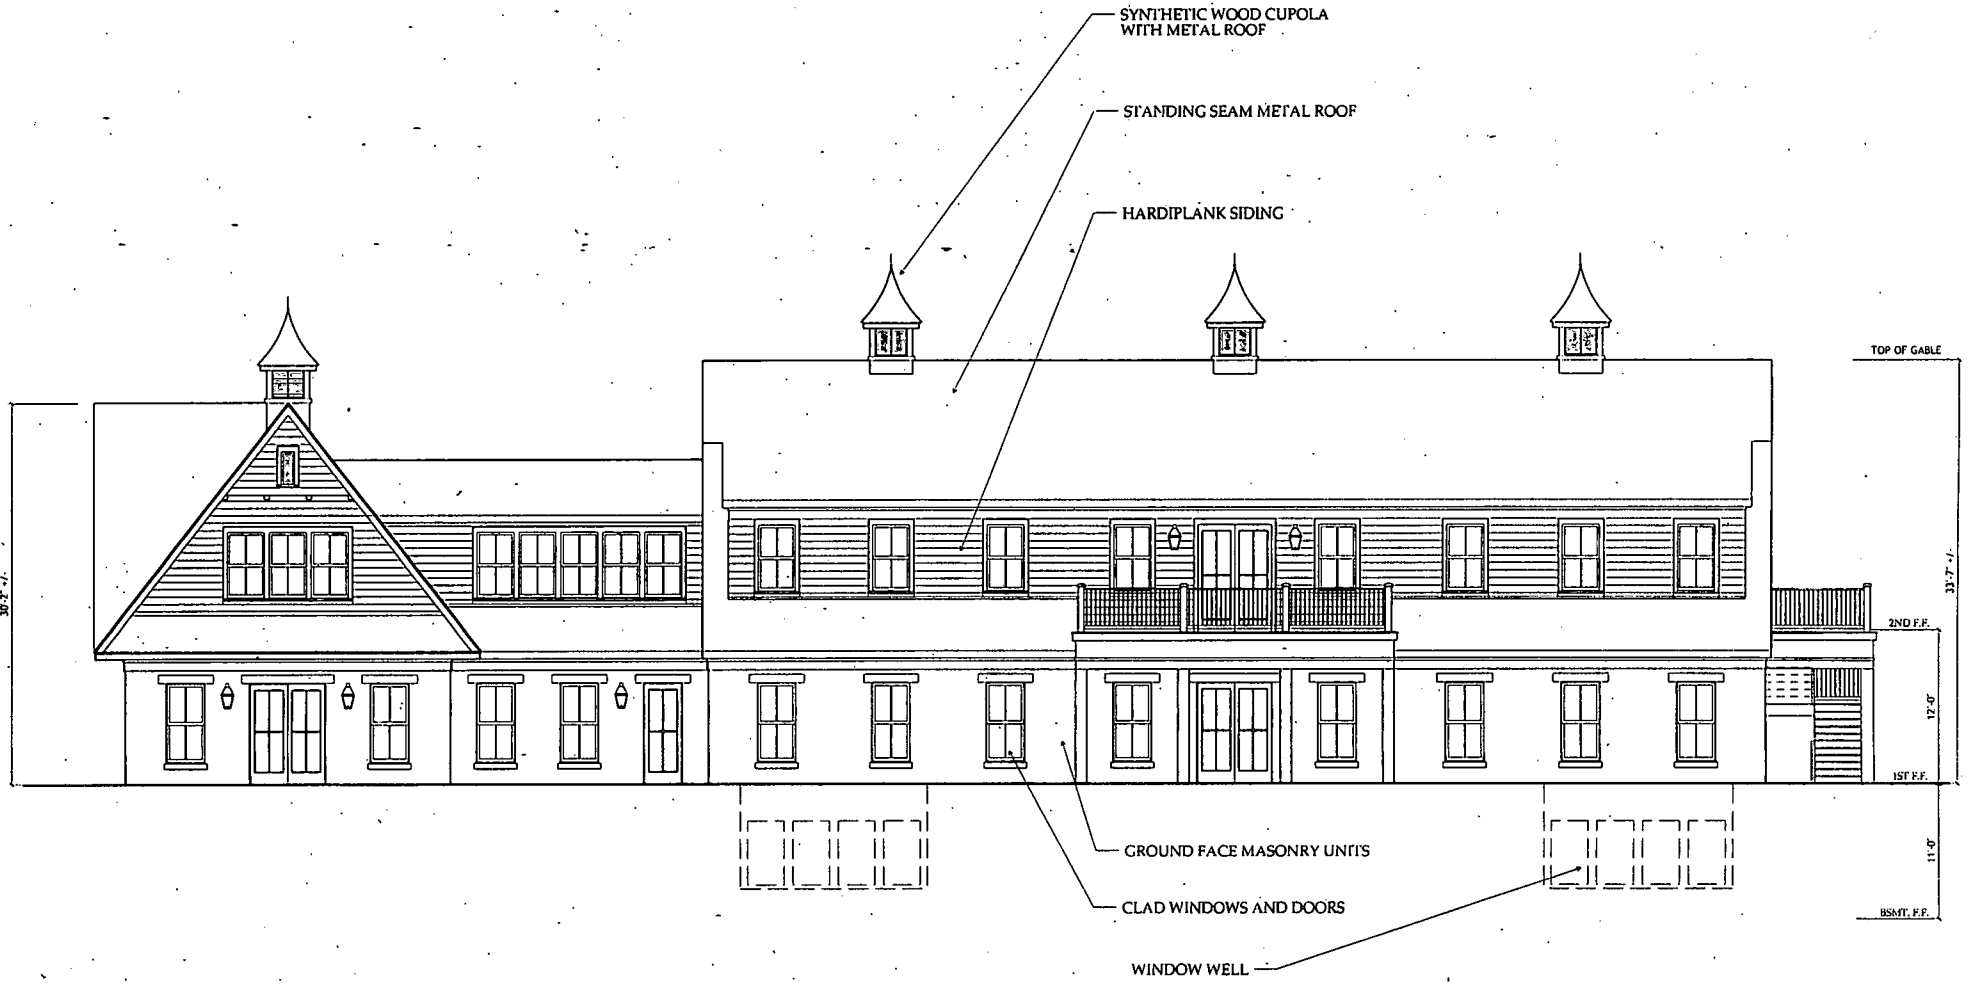 SYNTHETIC WOOD CUPOLA
WITH METAL ROOF
STANDING SEAM METAL ROOF
HARDIPLANK SIDING
TOP OF GABLE
30'-2" +/-
33'-7" +/-
2ND F.F.
12'-0"
1ST F.F.
11'-0"
GROUND FACE MASONRY UNITS
CLAD WINDOWS AND DOORS
BSMT. F.F.
WINDOW WELL